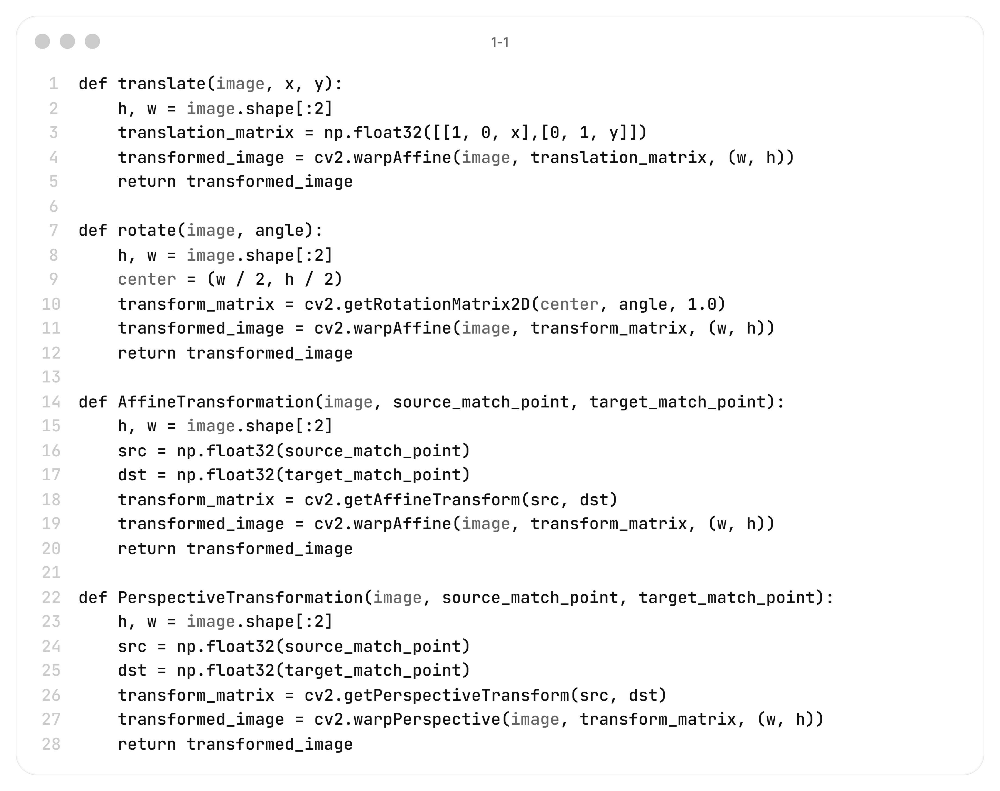 1-1
1 def translate(image, x, y):
2     h, w = image.shape[:2]
3     translation_matrix = np.float32([[1, 0, x],[0, 1, y]])
4     transformed_image = cv2.warpAffine(image, translation_matrix, (w, h))
5     return transformed_image
6
7 def rotate(image, angle):
8     h, w = image.shape[:2]
9     center = (w / 2, h / 2)
10     transform_matrix = cv2.getRotationMatrix2D(center, angle, 1.0)
11     transformed_image = cv2.warpAffine(image, transform_matrix, (w, h))
12     return transformed_image
13
14 def AffineTransformation(image, source_match_point, target_match_point):
15     h, w = image.shape[:2]
16     src = np.float32(source_match_point)
17     dst = np.float32(target_match_point)
18     transform_matrix = cv2.getAffineTransform(src, dst)
19     transformed_image = cv2.warpAffine(image, transform_matrix, (w, h))
20     return transformed_image
21
22 def PerspectiveTransformation(image, source_match_point, target_match_point):
23     h, w = image.shape[:2]
24     src = np.float32(source_match_point)
25     dst = np.float32(target_match_point)
26     transform_matrix = cv2.getPerspectiveTransform(src, dst)
27     transformed_image = cv2.warpPerspective(image, transform_matrix, (w, h))
28     return transformed_image